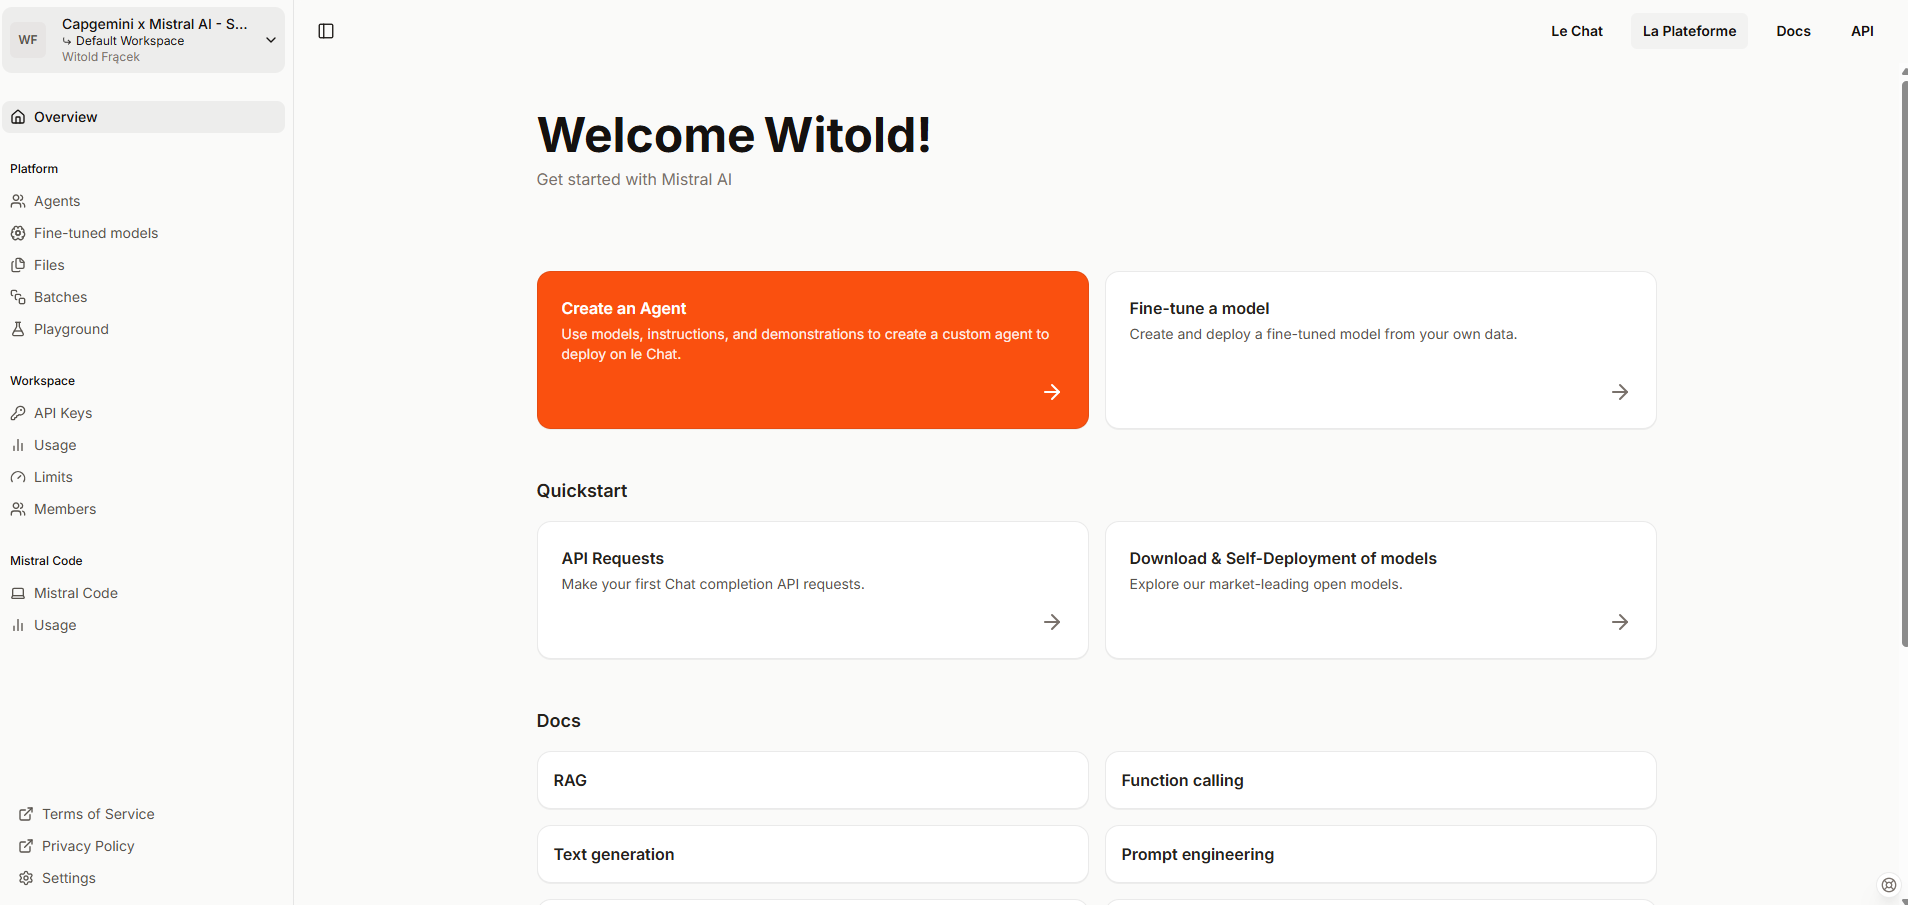 WF
Capgemini x Mistral AI - S...
Default Workspace
Witold Frącek
Overview
Platform
Agents
Fine-tuned models
Files
Batches
Playground
Workspace
API Keys
Usage
Limits
Members
Mistral Code
Mistral Code
Usage
Terms of Service
Privacy Policy
Settings
Le Chat
La Plateforme
Docs
API
Welcome Witold!
Get started with Mistral AI
Create an Agent
Use models, instructions, and demonstrations to create a custom agent to
deploy on le Chat.
Fine-tune a model
Create and deploy a fine-tuned model from your own data.
Quickstart
API Requests
Make your first Chat completion API requests.
Download & Self-Deployment of models
Explore our market-leading open models.
Docs
RAG
Function calling
Text generation
Prompt engineering